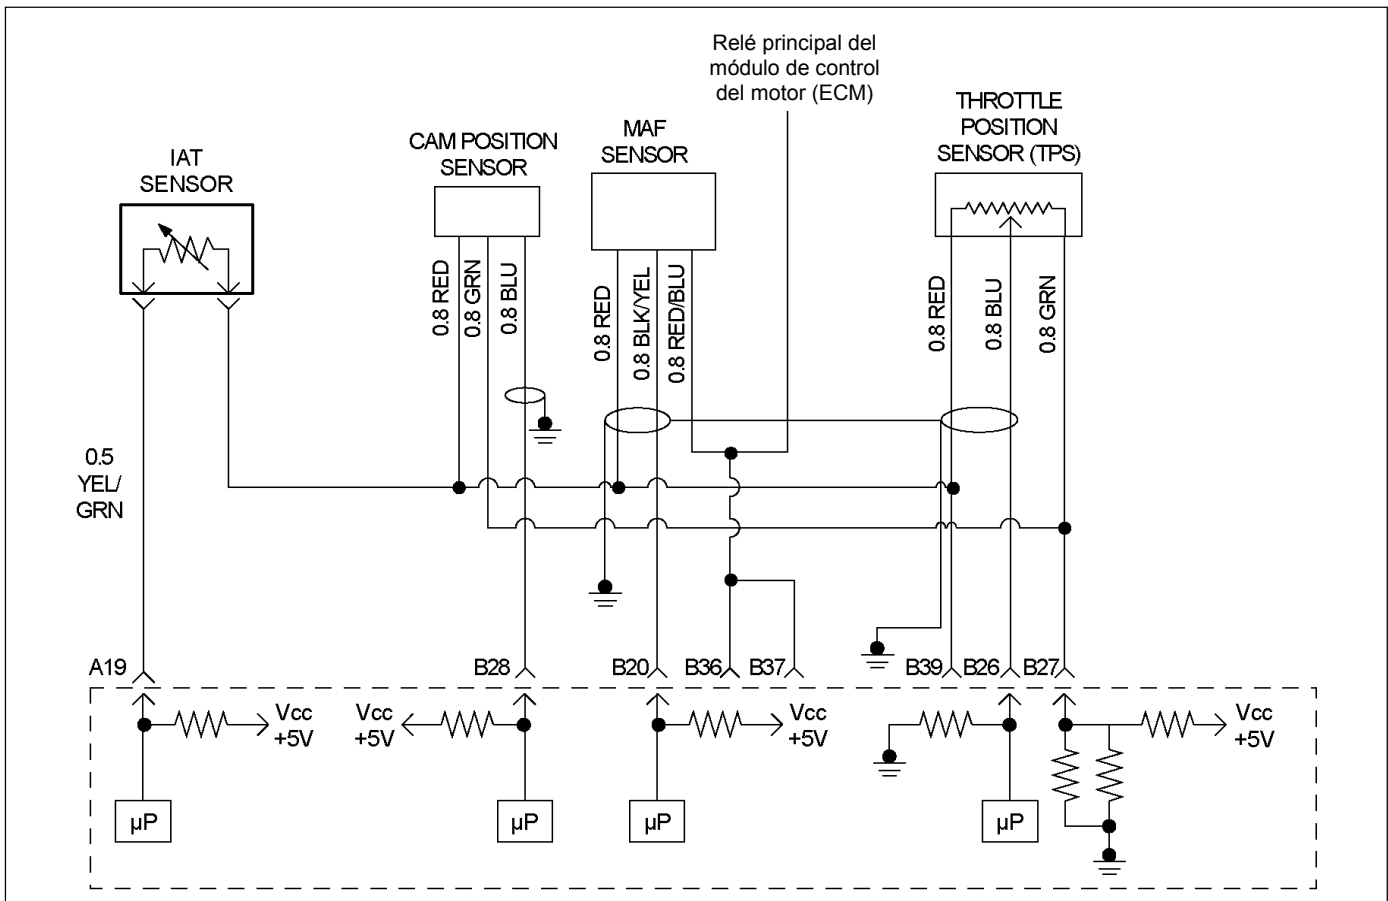 Relé principal del
módulo de control
del motor (ECM)
THROTTLE
POSITION
SENSOR (TPS)
MAF
SENSOR
CAM POSITION
SENSOR
IAT
SENSOR
0.8 RED
0.8 GRN
0.8 BLU
0.8 RED
0.8 BLK/YEL
0.8 RED/BLU
0.8 RED
0.8 BLU
0.8 GRN
0.5
YEL/
GRN
A19
B28
B20
B36
B37
B39
B26
B27
Vcc
+5V
Vcc
+5V
Vcc
+5V
Vcc
+5V
µP
µP
µP
µP